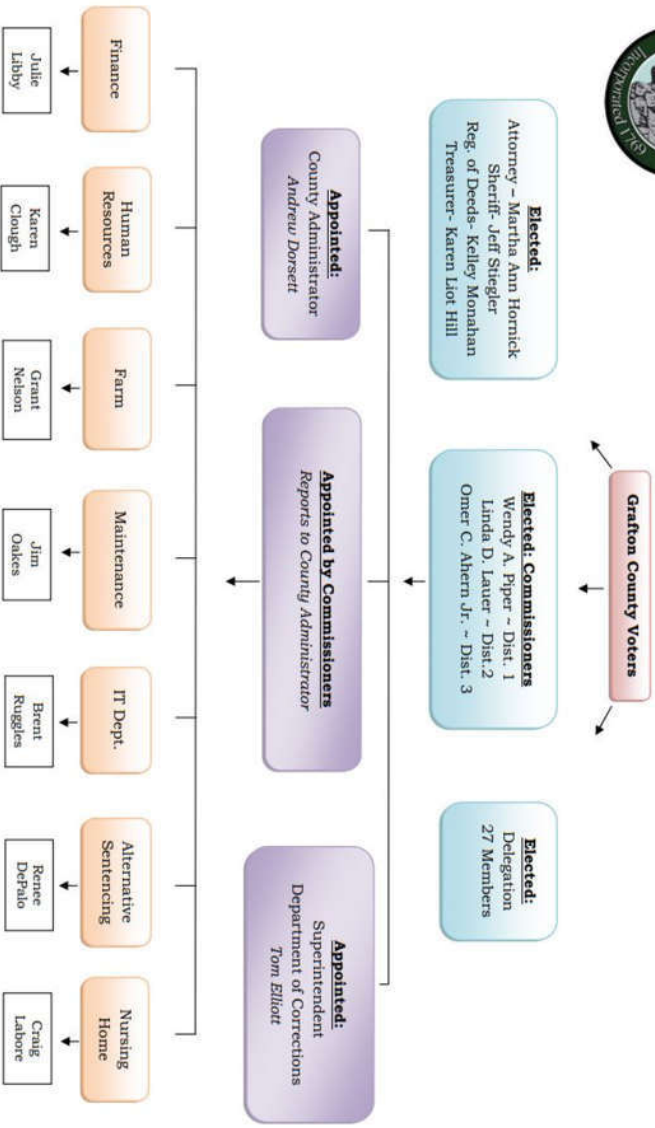 Incorporated 1769
Grafton County Voters
Elected:
Attorney – Martha Ann Hornick
Sheriff- Jeff Stiegler
Reg. of Deeds- Kelley Monahan
Treasurer- Karen Liot Hill
Elected: Commissioners
Wendy A. Piper ~ Dist. 1
Linda D. Lauer ~ Dist.2
Omer C. Ahern Jr. ~ Dist. 3
Elected:
Delegation
27 Members
Appointed:
County Administrator
Andrew Dorsett
Appointed by Commissioners
Reports to County Administrator
Appointed:
Superintendent
Department of Corrections
Tom Elliott
Finance
Human
Resources
Farm
Maintenance
IT Dept.
Alternative
Sentencing
Nursing
Home
Julie
Libby
Karen
Clough
Grant
Nelson
Jim
Oakes
Brent
Ruggles
Renee
DePalo
Craig
Labore